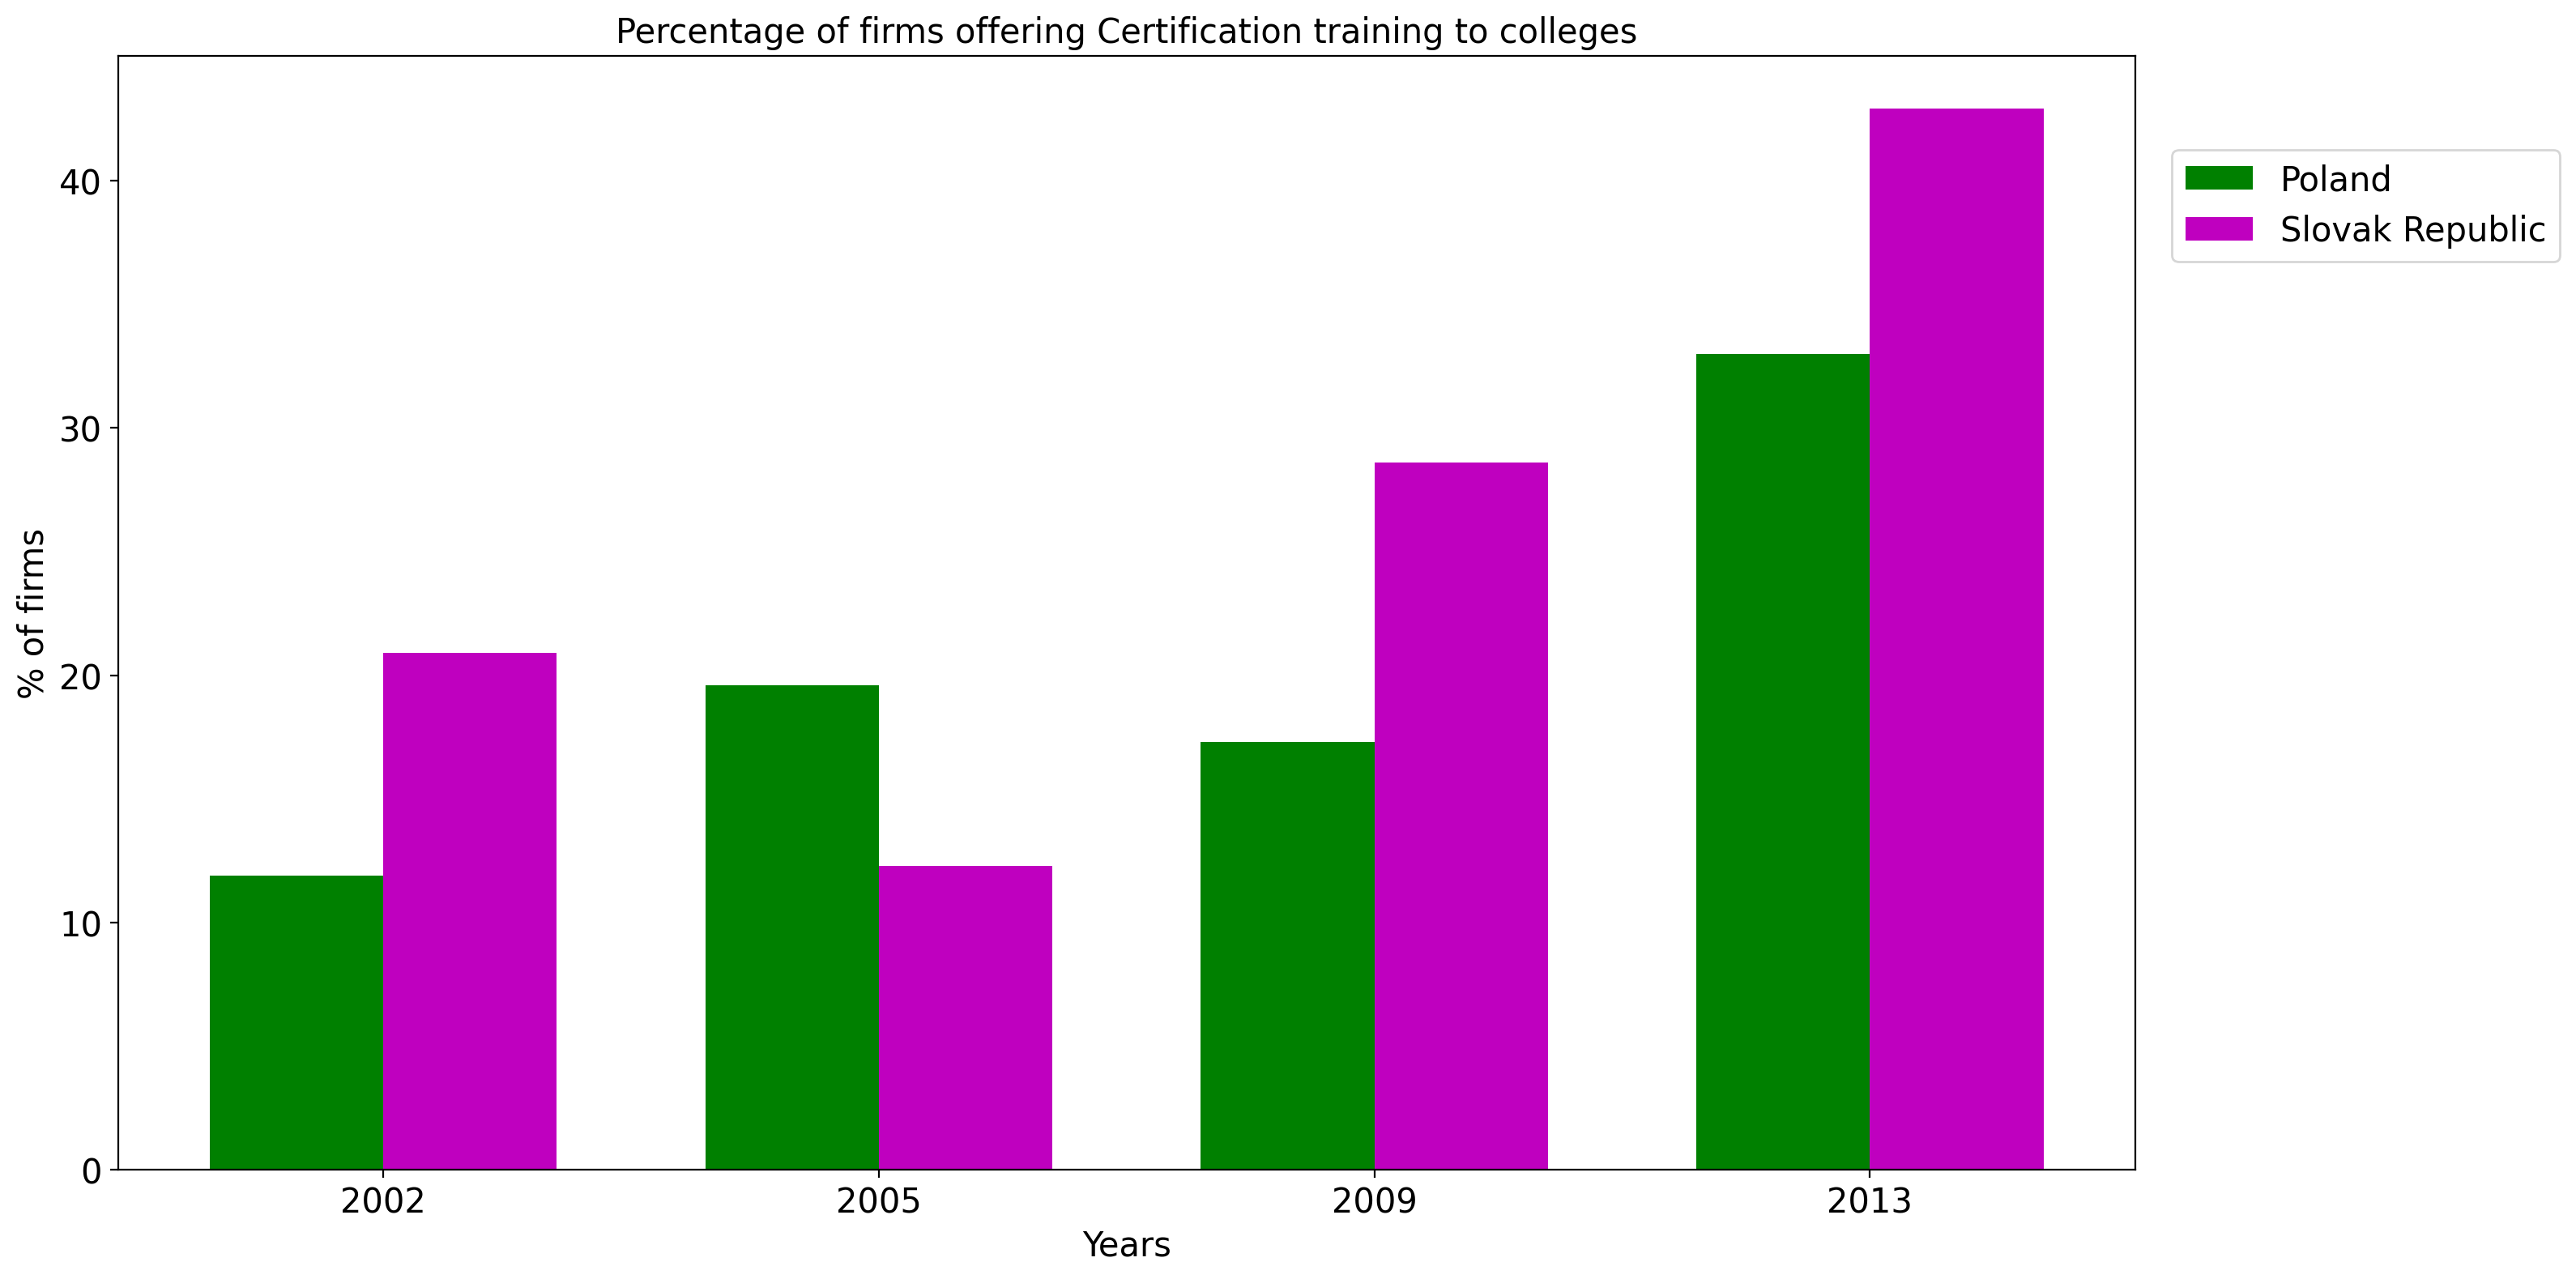 Percentage of firms offering Certification training to colleges
% of firms
40
30
20
10
0
2002 2005 2009 2013
Years
Poland
Slovak Republic